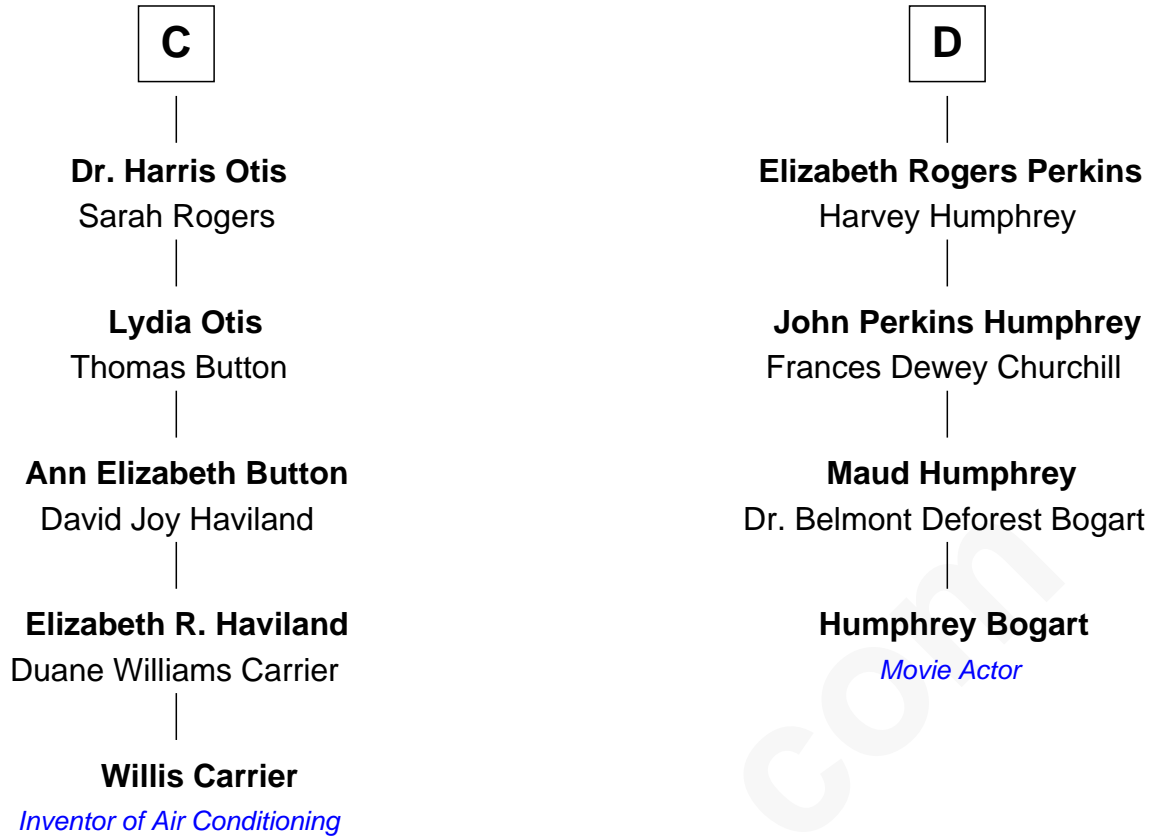 C
Dr. Harris Otis
Sarah Rogers
Lydia Otis
Thomas Button
Ann Elizabeth Button
David Joy Haviland
Elizabeth R. Haviland
Duane Williams Carrier
Willis Carrier
Inventor of Air Conditioning
D
Elizabeth Rogers Perkins
Harvey Humphrey
John Perkins Humphrey
Frances Dewey Churchill
Maud Humphrey
Dr. Belmont Deforest Bogart
Humphrey Bogart
Movie Actor
com